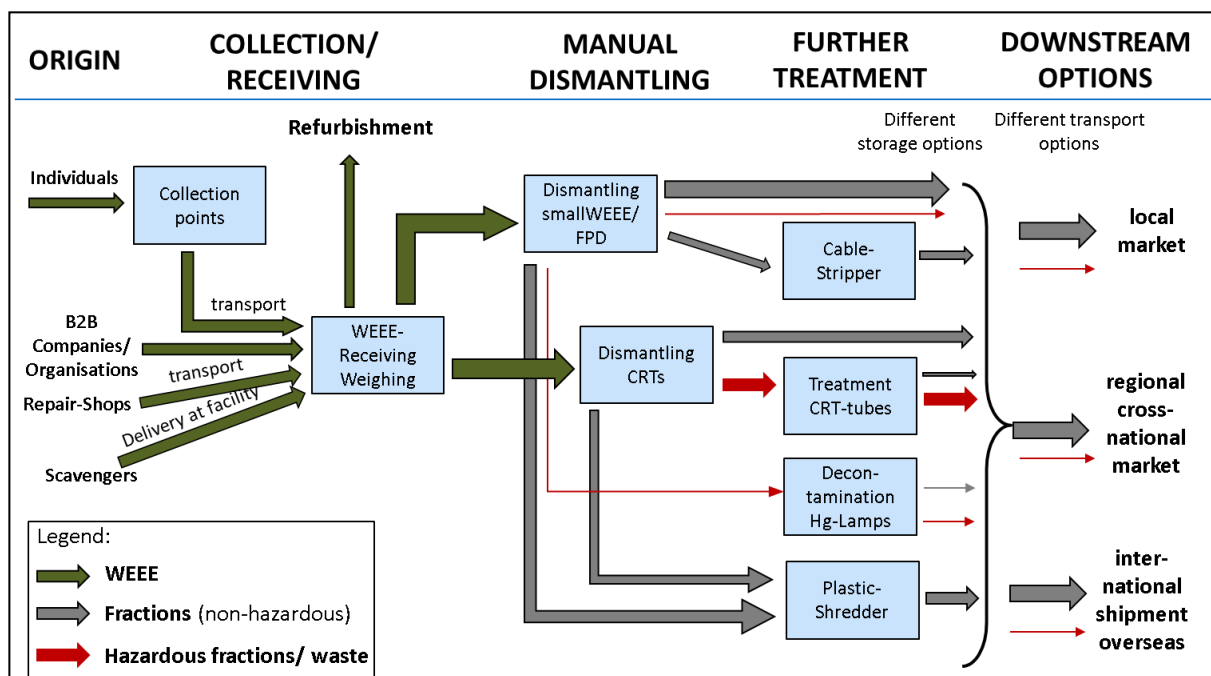 ORIGIN
COLLECTION/
RECEIVING
MANUAL
DISMANTLING
FURTHER
TREATMENT
DOWNSTREAM
OPTIONS
Different
storage options
Different transport
options
Refurbishment
Individuals
Collection
points
transport
B2B
Companies/
Organisations
transport
Repair-Shops
Delivery at facility
Scavengers
WEEE-
Receiving
Weighing
Dismantling
smallWEEE/
FPD
Cable-
Stripper
Dismantling
CRTs
Treatment
CRT-tubes
Decon-
tamination
Hg-Lamps
Plastic-
Shredder
local
market
regional
cross-
national
market
inter-
national
shipment
overseas
Legend:
WEEE
Fractions (non-hazardous)
Hazardous fractions/ waste